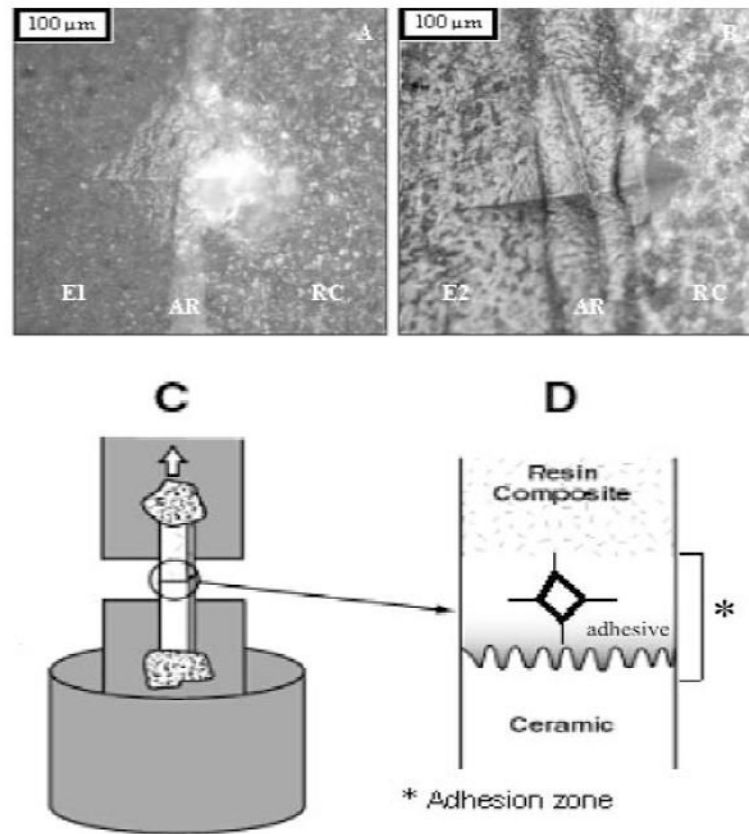 100 µm
A
E1
AR
RC
100 µm
B
E2
AR
RC
C
D
Resin
Composite
adhesive
*
Ceramic
* Adhesion zone